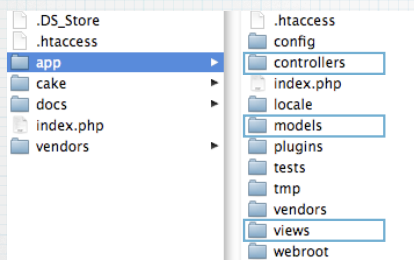 .DS_Store
.htaccess
app
cake
docs
index.php
vendors
.htaccess
config
controllers
index.php
locale
models
plugins
tests
tmp
vendors
views
webroot